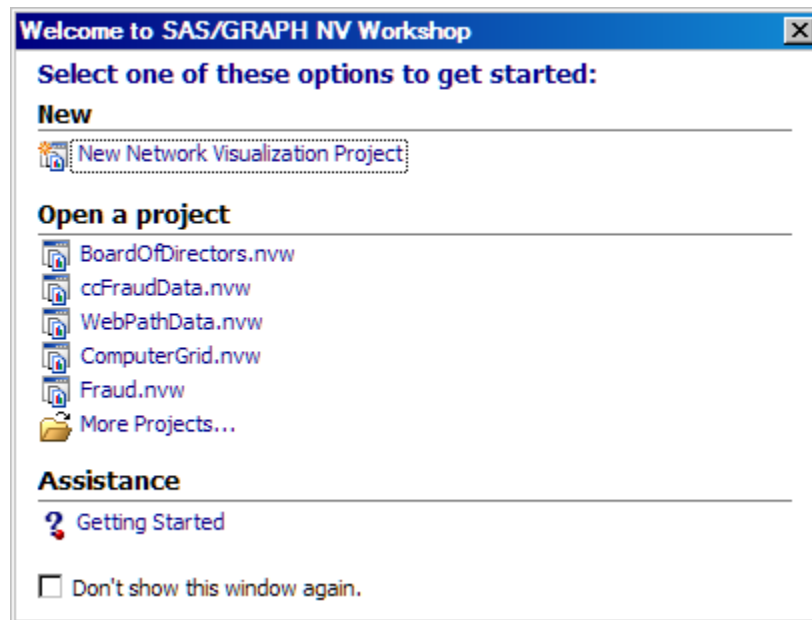 Welcome to SAS/GRAPH NV Workshop
Select one of these options to get started:
New
New Network Visualization Project
Open a project
BoardOfDirectors.nvw
ccFraudData.nvw
WebPathData.nvw
ComputerGrid.nvw
Fraud.nvw
More Projects...
Assistance
Getting Started
Don't show this window again.